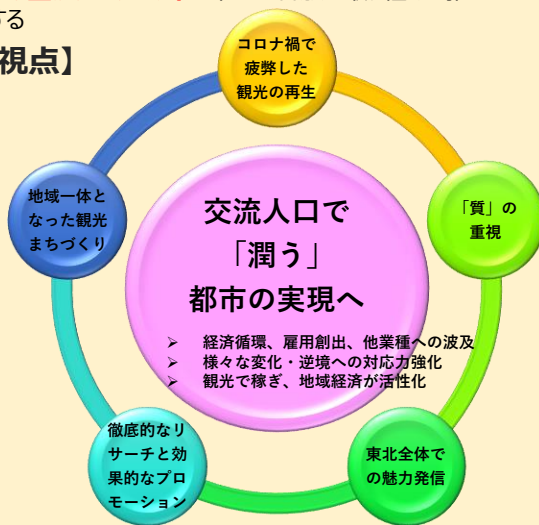 する
視点】
コロナ禍で
疲弊した
観光の再生
地域一体と
なった観光
まちづくり
「質」の
重視
交流人口で
「潤う」
都市の実現へ
➢ 経済循環、雇用創出、他業種への波及
➢ 様々な変化・逆境への対応力強化
➢ 観光で稼ぎ、地域経済が活性化
徹底的なリ
サーチと効
果的なプロ
モーション
東北全体で
の魅力発信